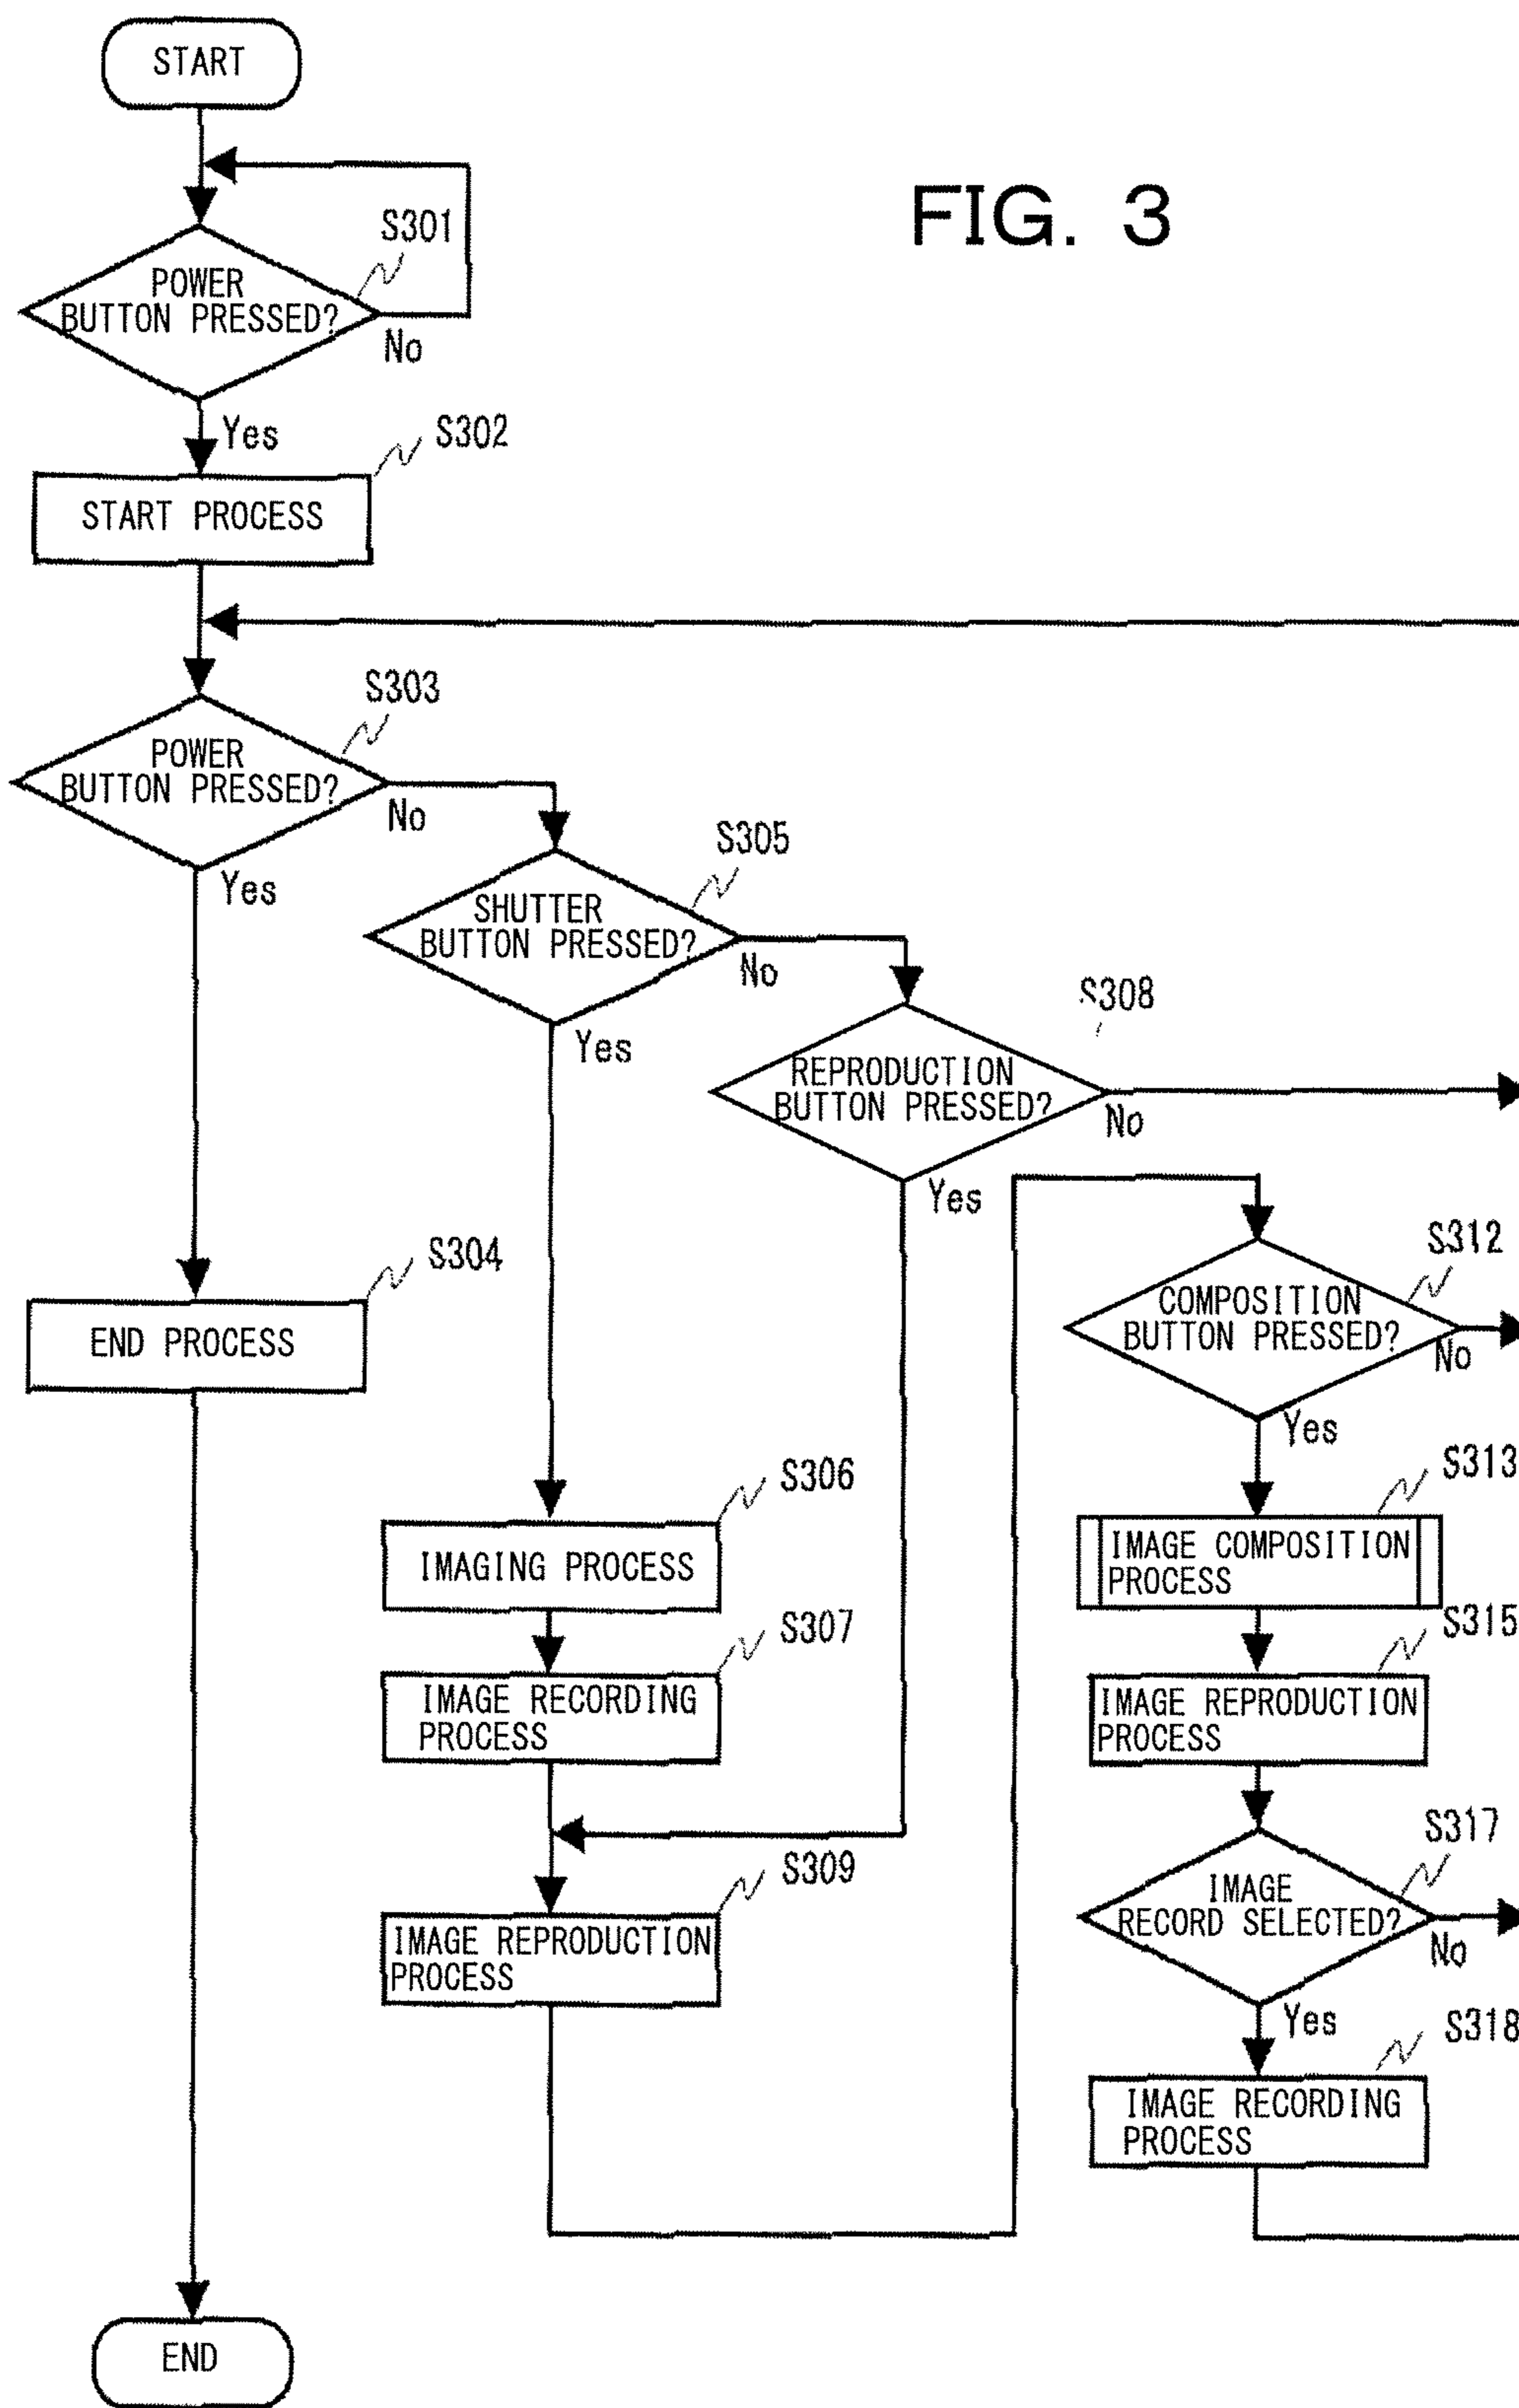 START
FIG. 3
S301
POWER
BUTTON PRESSED?
No
Yes
S302
START PROCESS
S303
POWER
BUTTON PRESSED?
No
Yes
S305
SHUTTER
BUTTON PRESSED?
No
Yes
S308
REPRODUCTION
BUTTON PRESSED?
No
Yes
S304
END PROCESS
S312
COMPOSITION
BUTTON PRESSED?
No
Yes
S306
IMAGING PROCESS
S313
IMAGE COMPOSITION
PROCESS
S307
IMAGE RECORDING
PROCESS
S315
IMAGE REPRODUCTION
PROCESS
S309
IMAGE REPRODUCTION
PROCESS
S317
IMAGE
RECORD SELECTED?
No
Yes
S318
IMAGE RECORDING
PROCESS
END